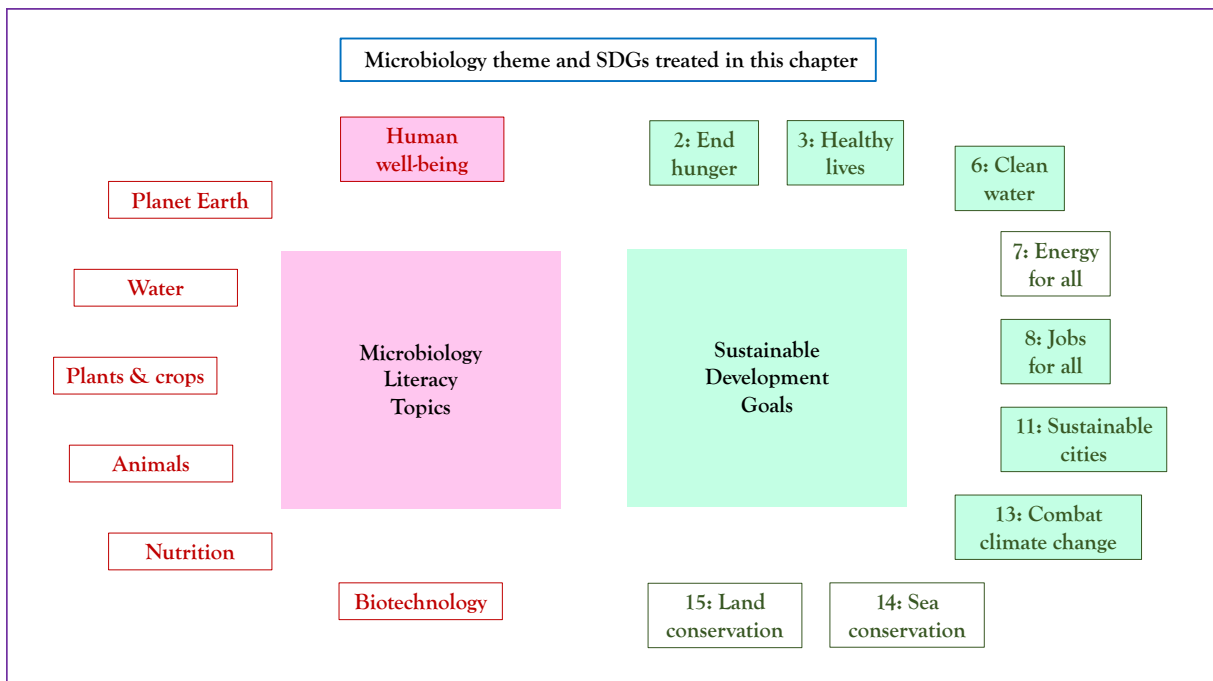 Microbiology theme and SDGs treated in this chapter
Human
well-being
Planet Earth
Water
Plants & crops
Animals
Nutrition
Biotechnology
Microbiology
Literacy
Topics
Sustainable
Development
Goals
2: End
hunger
3: Healthy
lives
6: Clean
water
7: Energy
for all
8: Jobs
for all
11: Sustainable
cities
13: Combat
climate change
14: Sea
conservation
15: Land
conservation